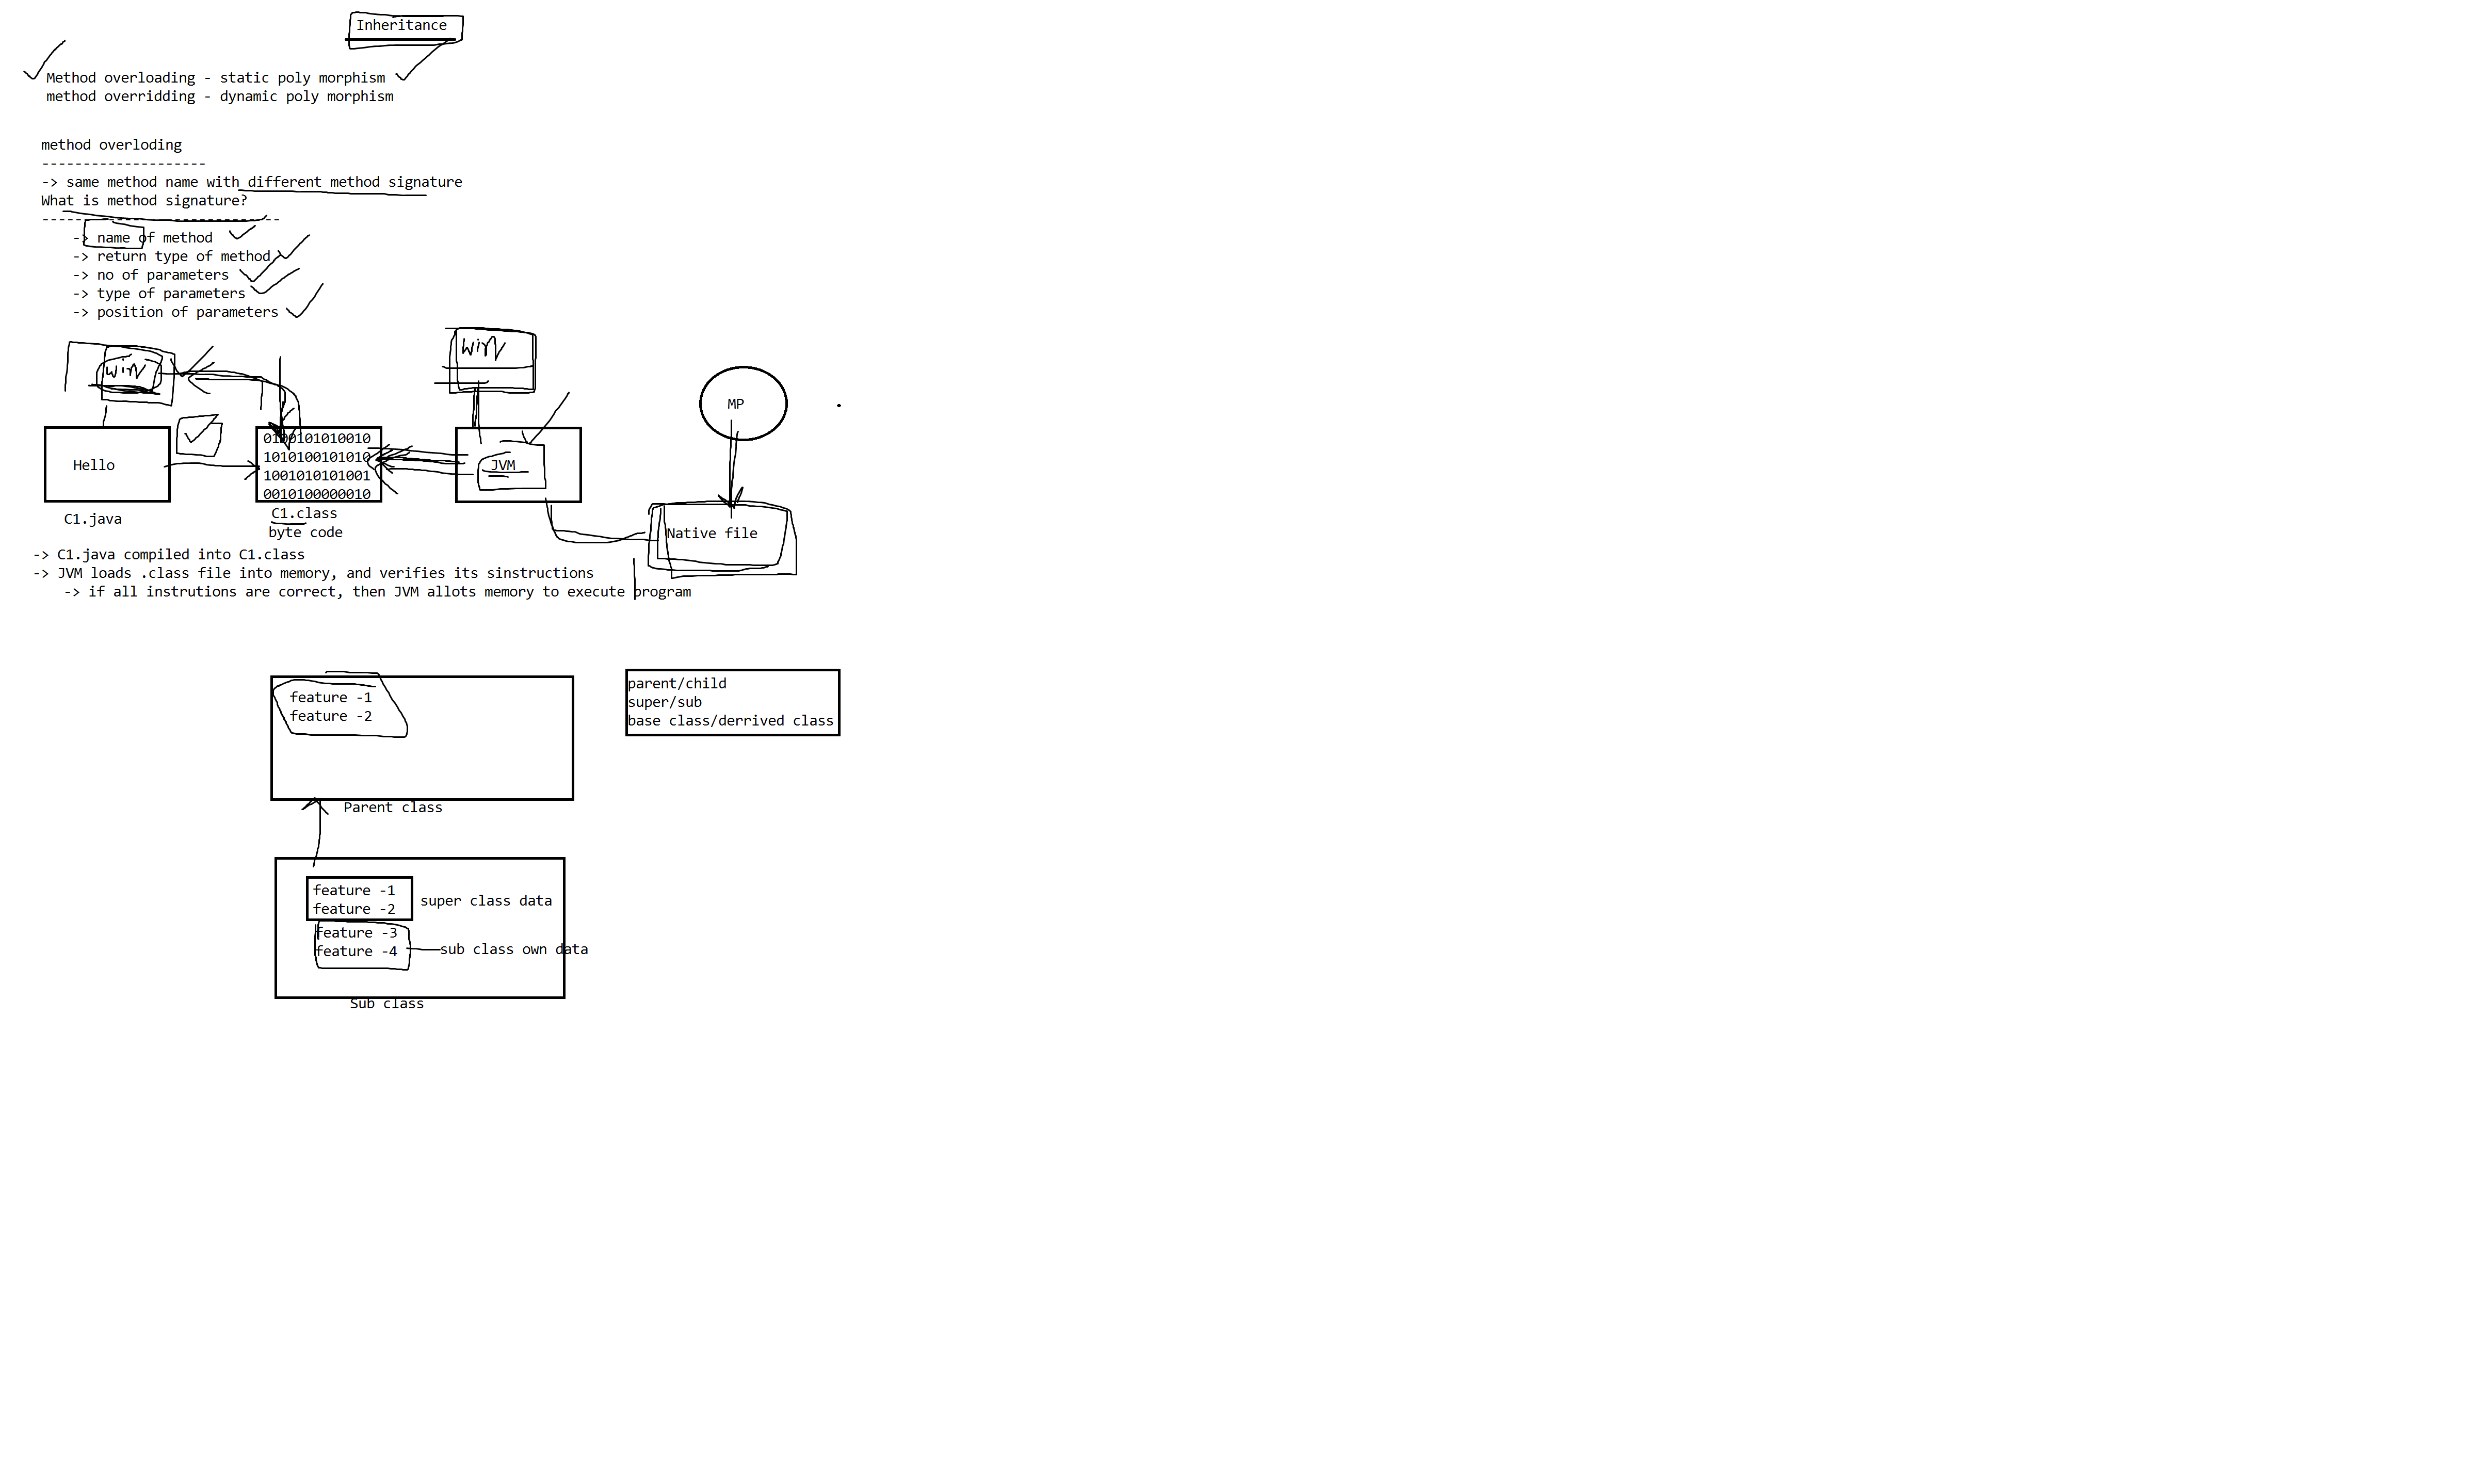 Inheritance
Method overloading - static poly morphism
method overridding - dynamic poly morphism
method overloding
--------------------
-> same method name with different method signature
What is method signature?
-----------------------------
-> name of method
-> return type of method
-> no of parameters
-> type of parameters
-> position of parameters
win
win
MP
Hello
0100101010010
1010100101010
1001010101001
0010100000010
JVM
C1.java
C1.class
byte code
Native file
-> C1.java compiled into C1.class
-> JVM loads .class file into memory, and verifies its sinstructions
-> if all instrutions are correct, then JVM allots memory to execute program
feature -1
feature -2
Parent class
parent/child
super/sub
base class/derrived class
feature -1
feature -2
super class data
feature -3
feature -4
sub class own data
Sub class